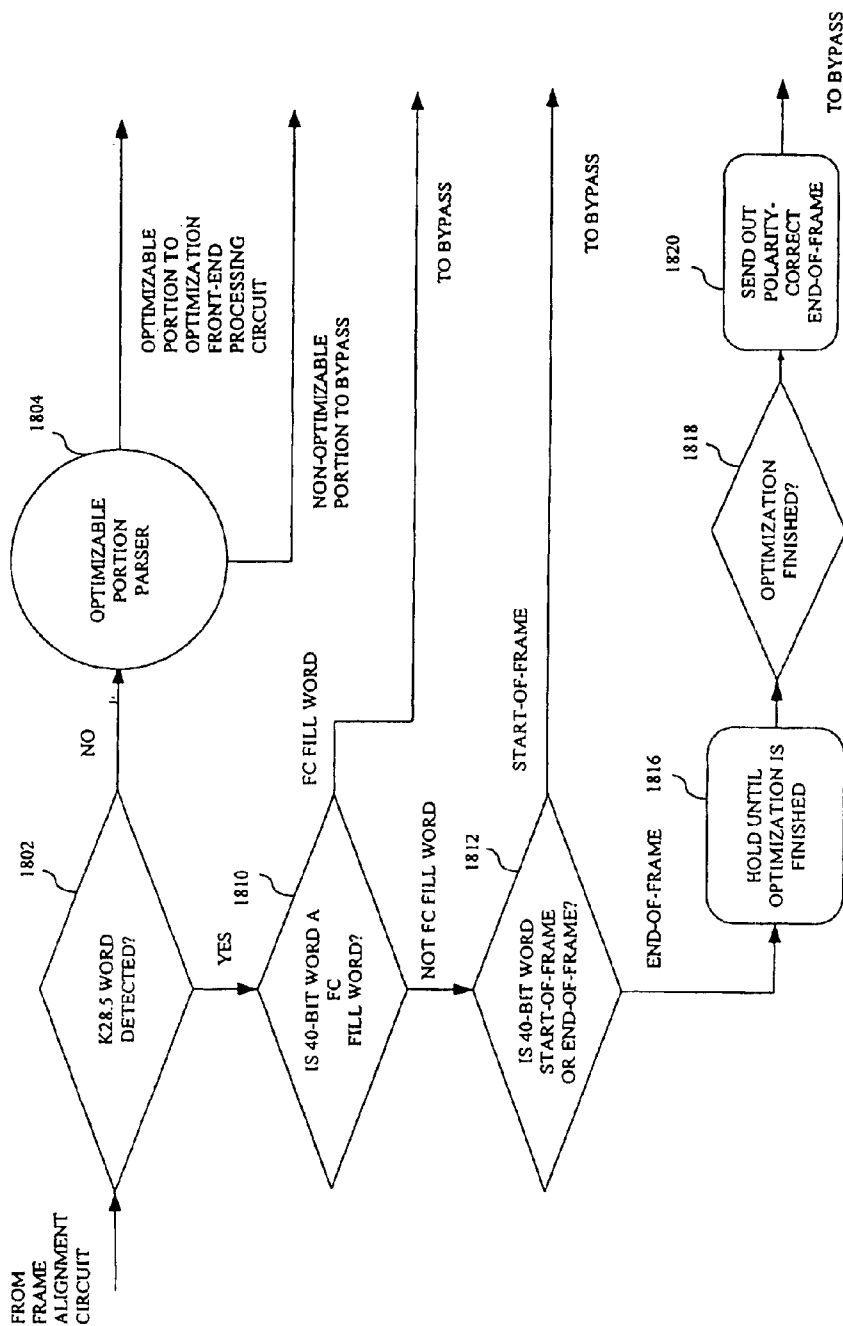 FROM
FRAME
ALIGNMENT
CIRCUIT
1802
K28.5 WORD
DETECTED?
NO
1804
OPTIMIZABLE
PORTION
PARSER
OPTIMIZABLE
PORTION TO
OPTIMIZATION
FRONT-END
PROCESSING
CIRCUIT
NON-OPTIMIZABLE
PORTION TO BYPASS
YES
1810
IS 40-BIT WORD A
FC
FILL WORD?
FC FILL WORD
TO BYPASS
NOT FC FILL WORD
1812
IS 40-BIT WORD
START-OF-FRAME
OR END-OF-FRAME?
START-OF-FRAME
TO BYPASS
END-OF-FRAME
1816
HOLD UNTIL
OPTIMIZATION IS
FINISHED
1818
OPTIMIZATION
FINISHED?
1820
SEND OUT
POLARITY-
CORRECT
END-OF-FRAME
TO BYPASS